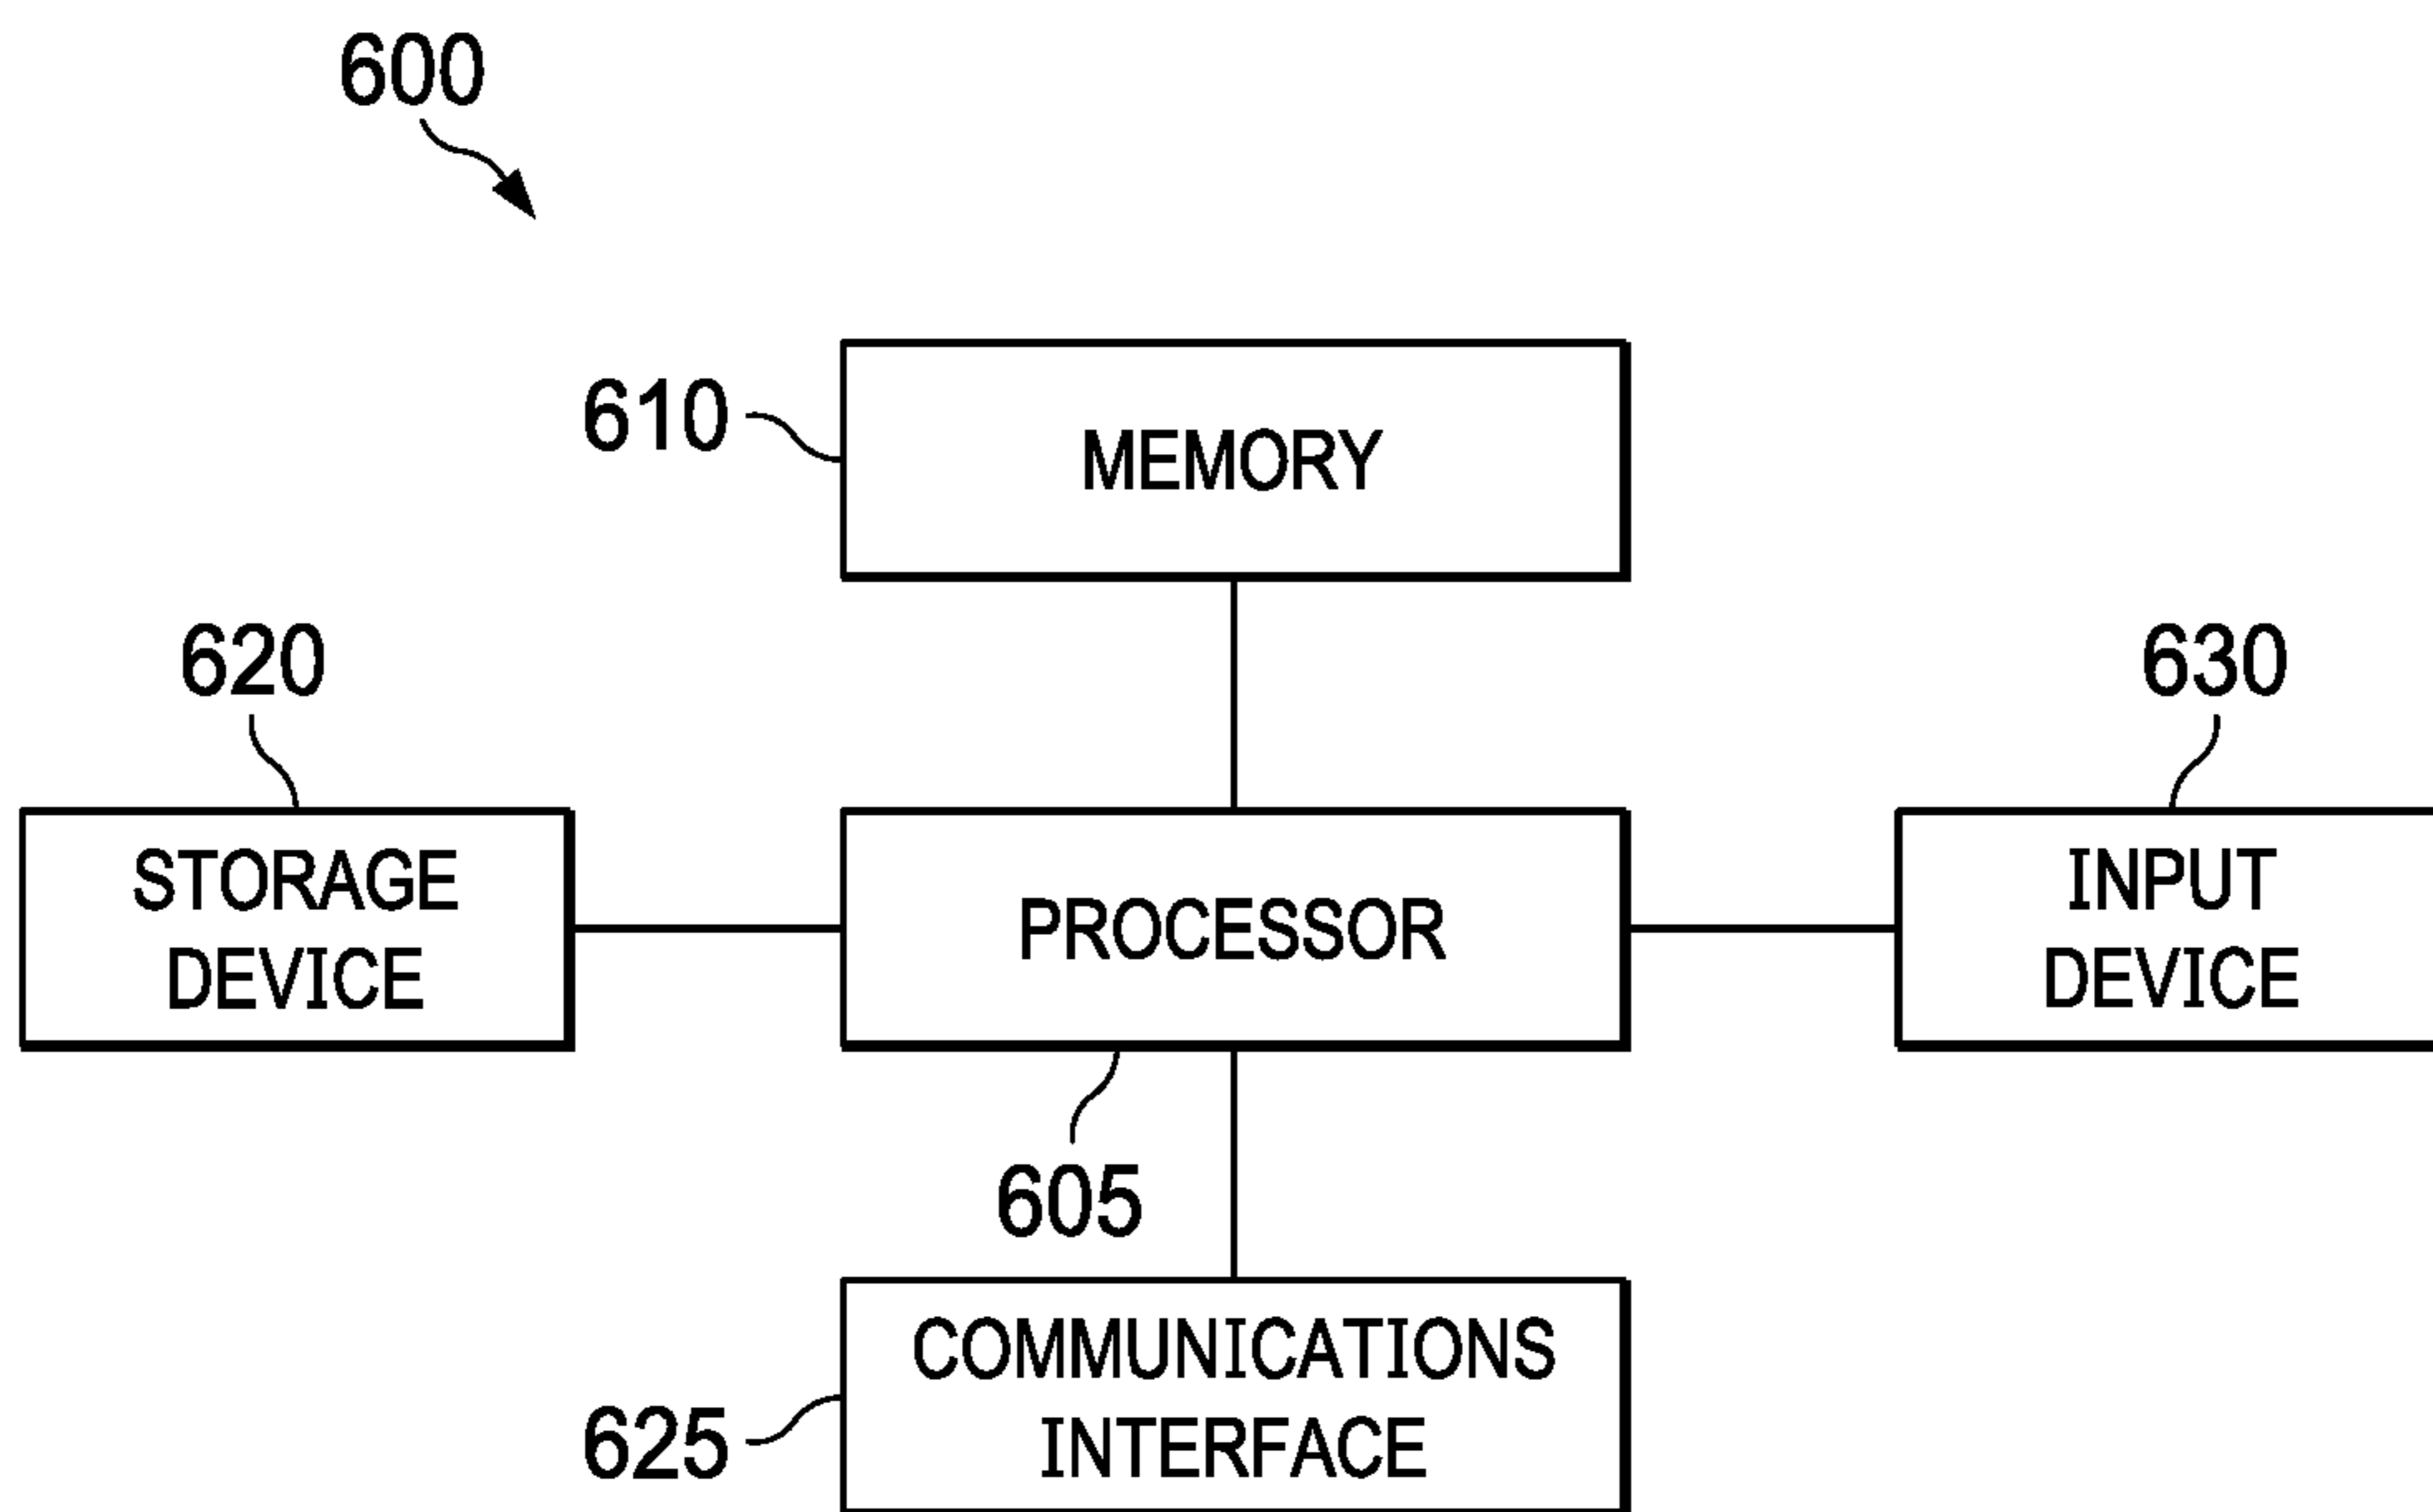 600
610
MEMORY
620
630
STORAGE
DEVICE
PROCESSOR
INPUT
DEVICE
605
COMMUNICATIONS
INTERFACE
625